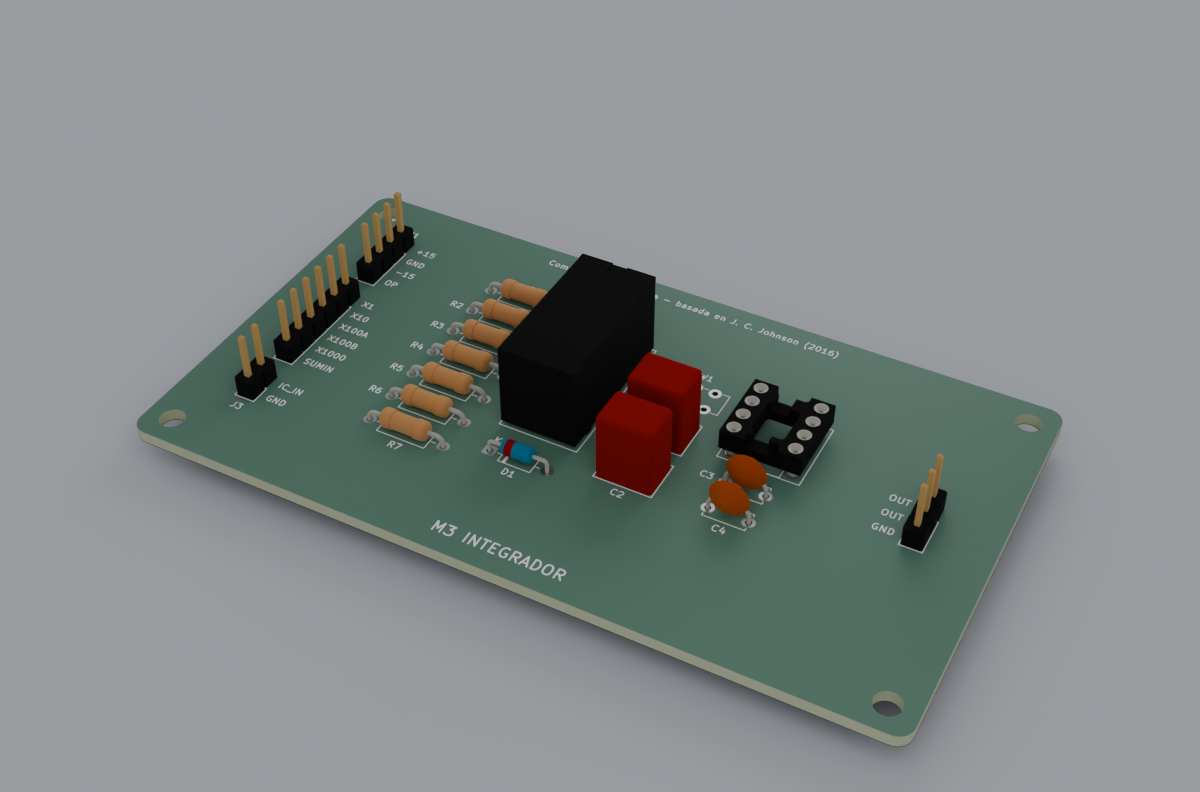 +15
GND
-15
OP
X1
X10
X100A
X100B
X1000
SUMIN
IC_IN
GND
J3
R2
R3
R4
R5
R6
R7
D1
C2
C3
C4
— basada en J. C. Johnson (2016)
OUT
OUT
GND
M3 INTEGRADOR